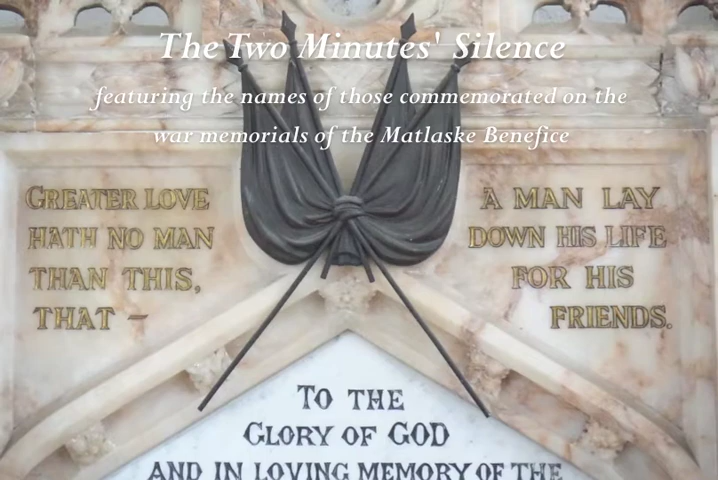 The Two Minutes' Silence
featuring the names of those commemorated on the
war memorials of the Matlaske Benefice
GREATER LOVE
HATH NO MAN
THAN THIS,
THAT —
A MAN LAY
DOWN HIS LIFE
FOR HIS
FRIENDS.
TO THE
GLORY OF GOD
AND IN LOVING MEMORY OF THE